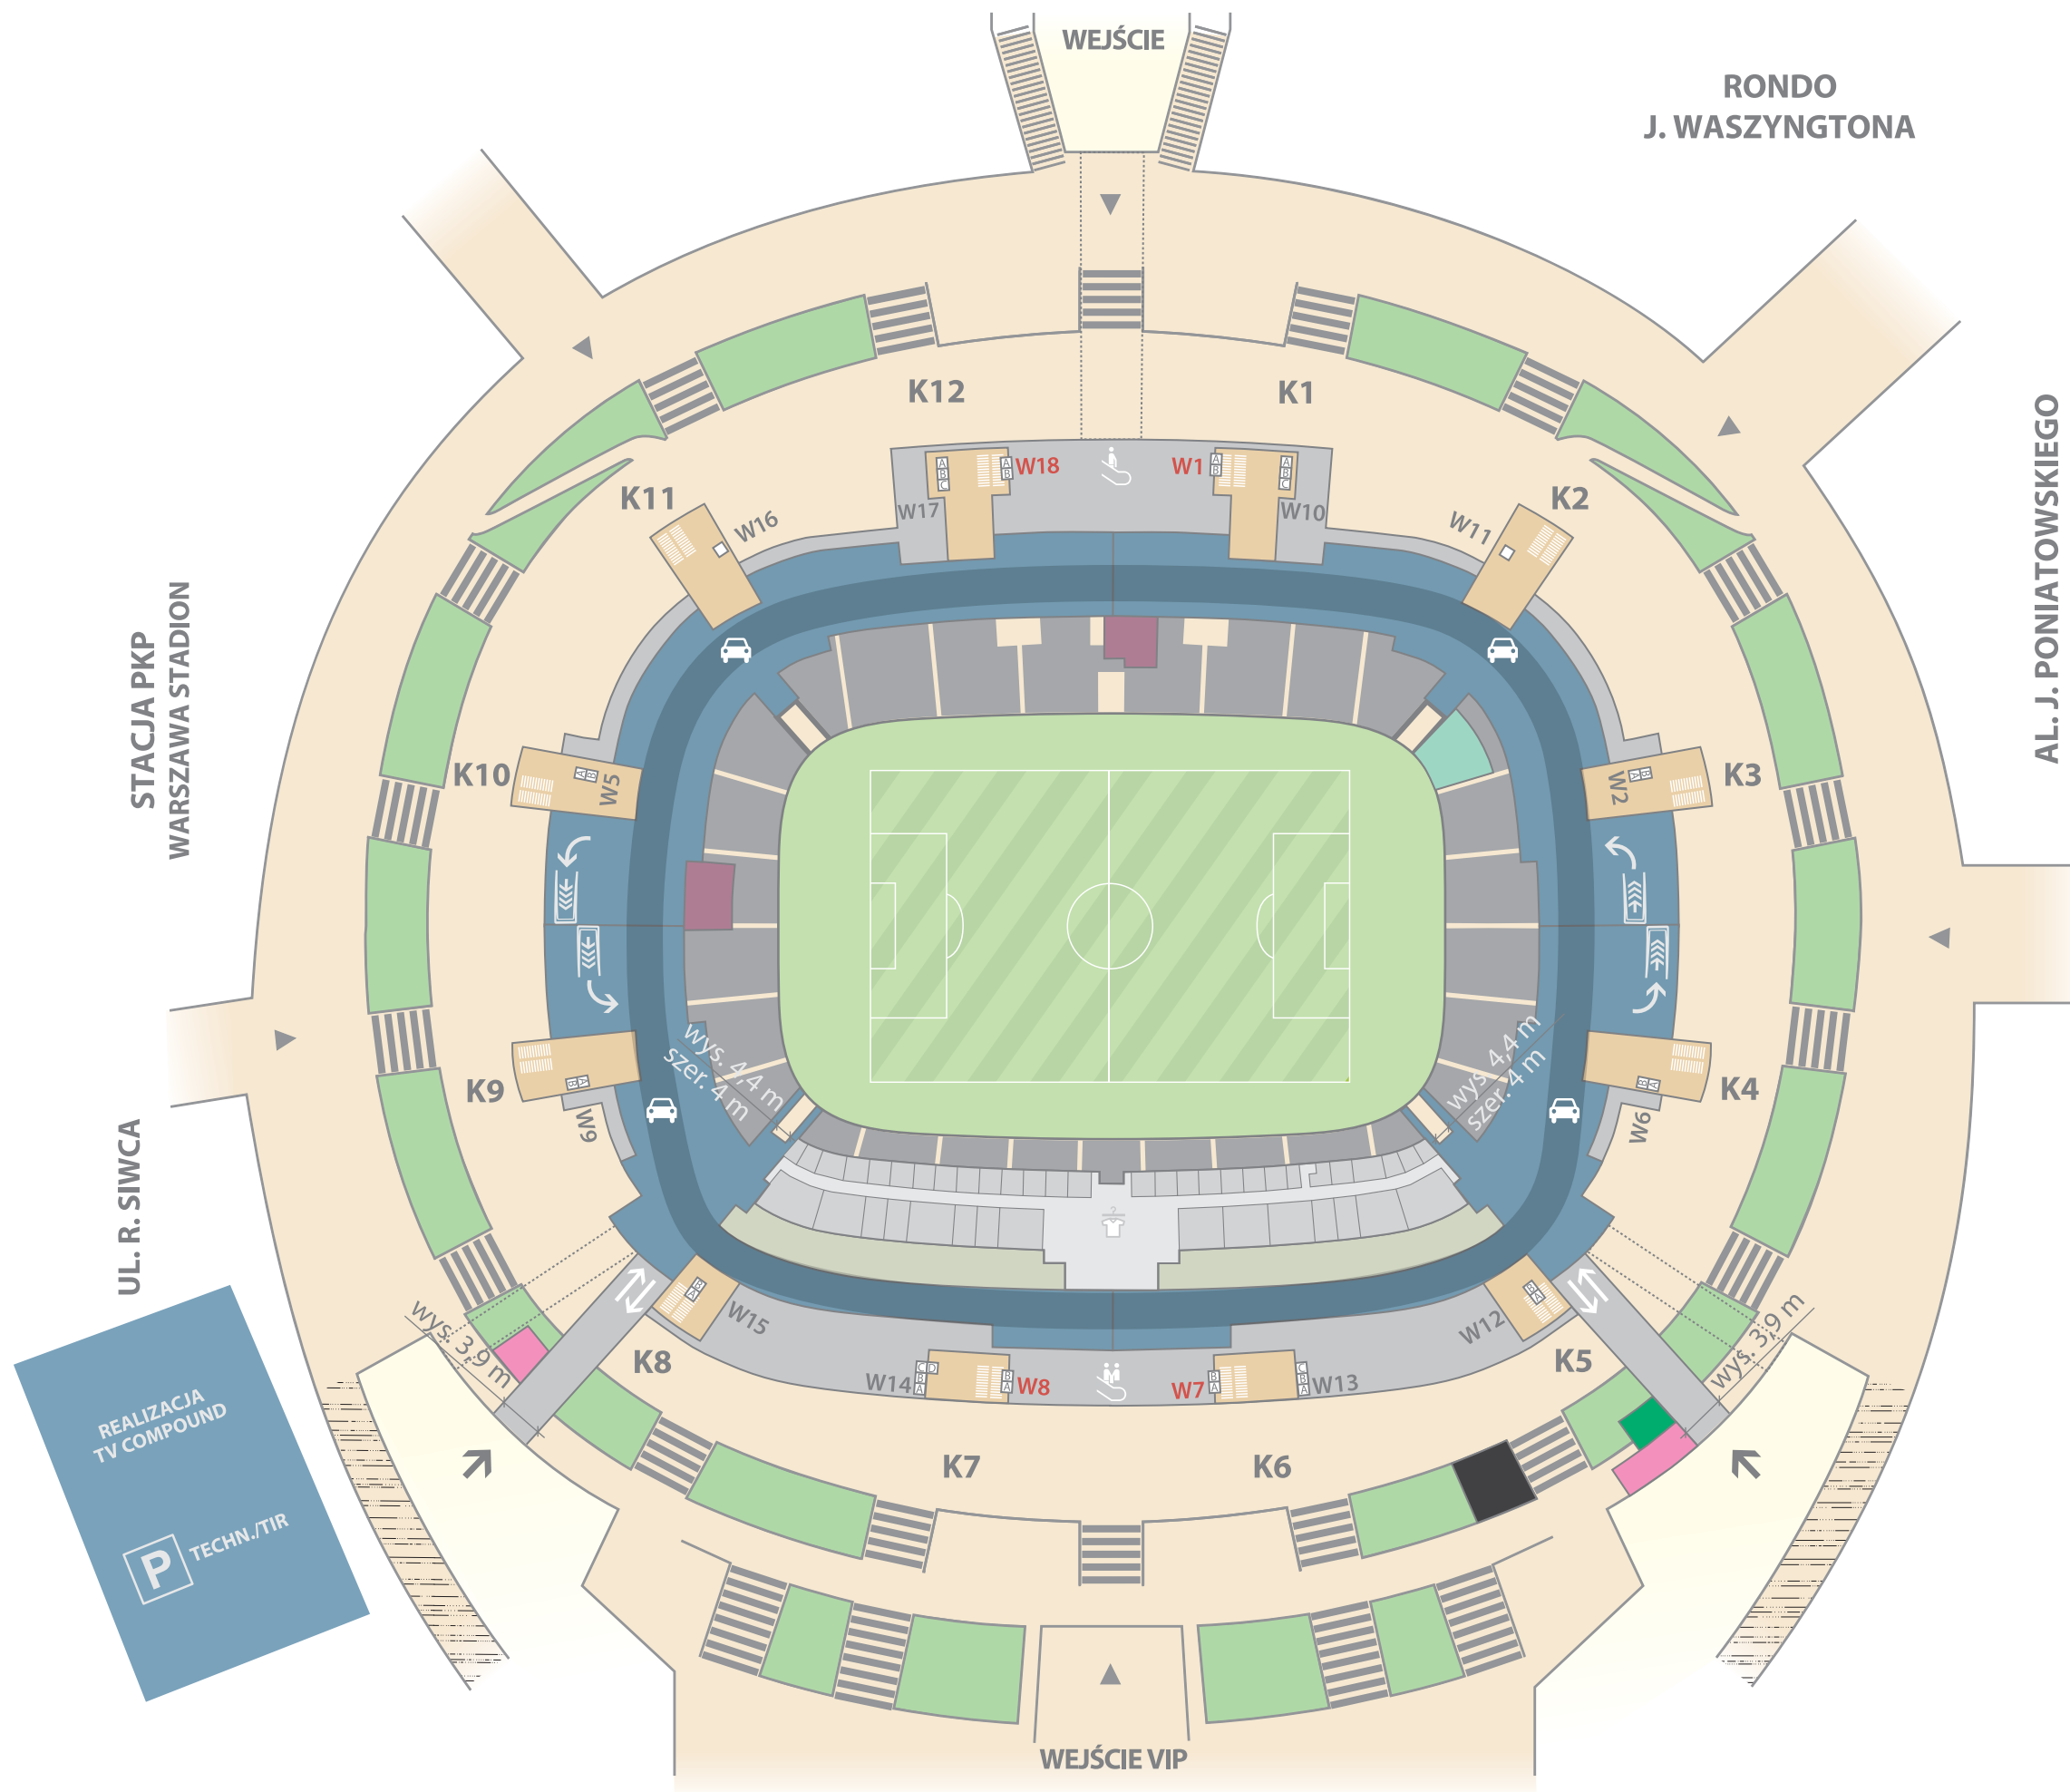 WEJŚCIE
RONDO
J. WASZYNGTONA
K12
K1
A
B
C
A
B
W18
W1
A
B
A
B
C
K11
W17
W10
K2
W16
W11
AL. J. PONIATOWSKIEGO
STACJA PKP
WARSZAWA STADION
K10
A B
W5
W2
A B
K3
wys. 4,4 m
szer. 4 m
wys 4,4 m
szer. 4 m
K9
B A
W9
B A
W6
K4
UL. R. SIWCA
?
wys. 3,9 m
B
A
W15
W12
B
A
wys. 3,9 m
K8
K5
W14
C D
B
A
B
A
W8
W7
B
A
C
B
A
W13
REALIZACJA
TV COMPOUND
K7
K6
P
TECHN./TIR
WEJŚCIE VIP